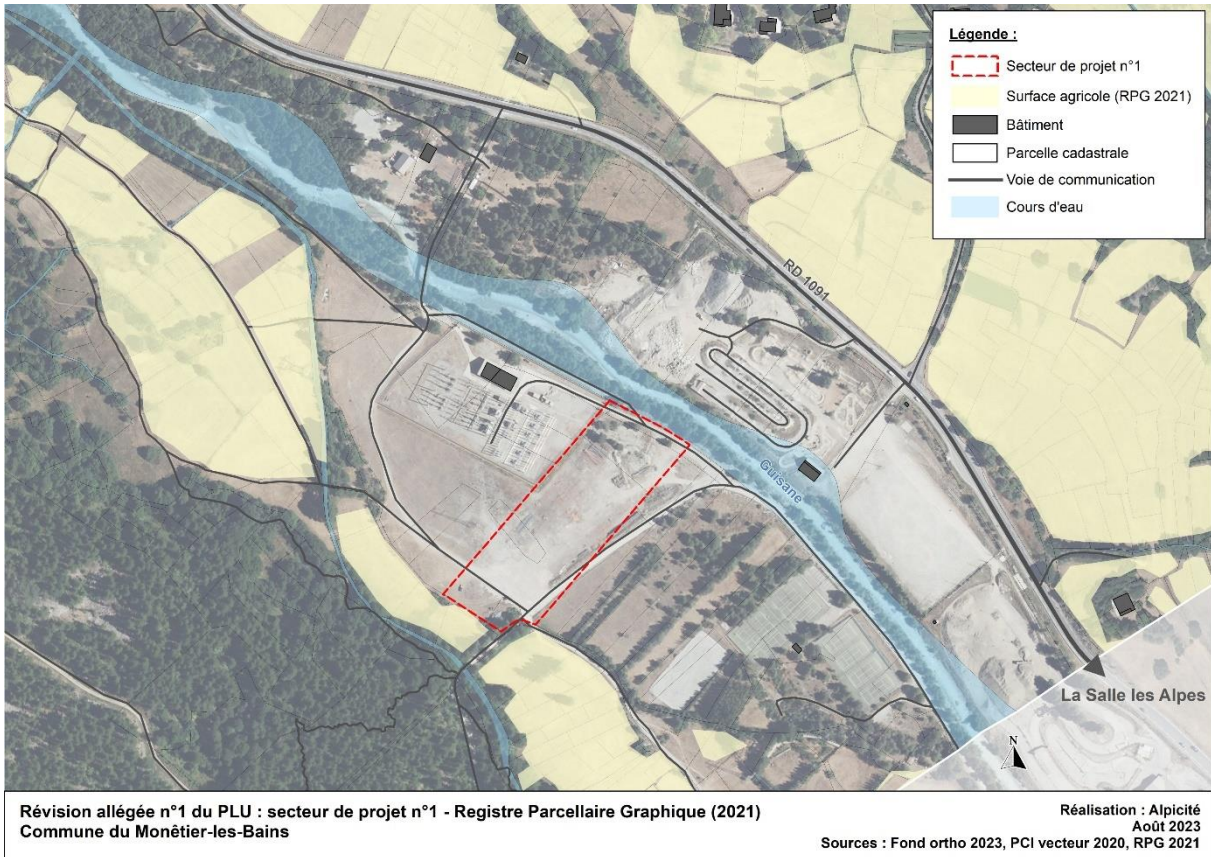 Légende :
Secteur de projet n°1
Surface agricole (RPG 2021)
Bâtiment
Parcelle cadastrale
Voie de communication
Cours d'eau
RD 1091
Guisane
La Salle les Alpes
N
Révision allégée n°1 du PLU : secteur de projet n°1 - Registre Parcellaire Graphique (2021)
Commune du Monêtier-les-Bains
Réalisation : Alpicité
Août 2023
Sources : Fond ortho 2023, PCI vecteur 2020, RPG 2021